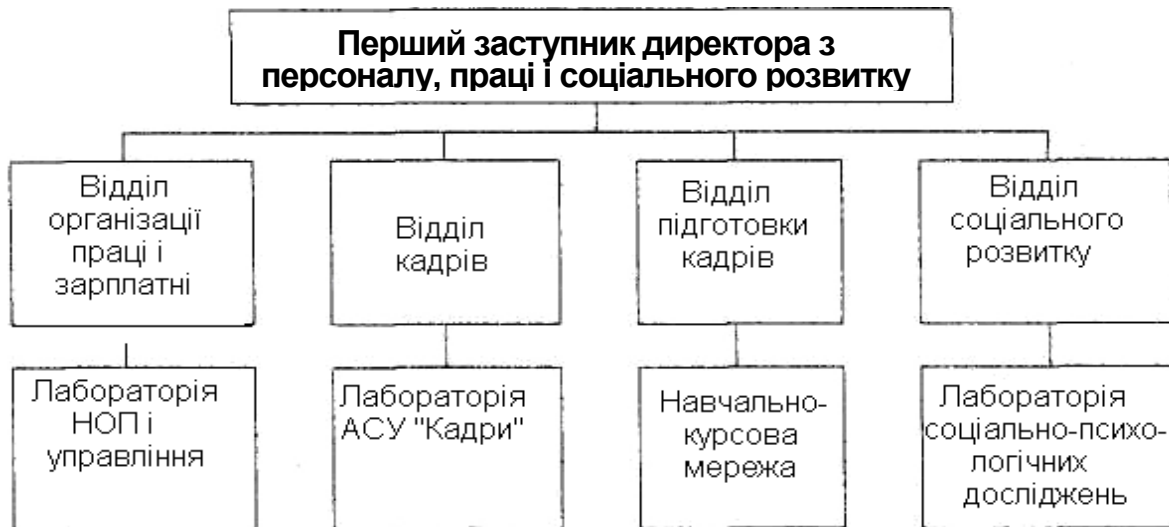 Перший заступник директора з
персоналу, праці і соціального розвитку
Відділ
організації
праці і
зарплатні
Відділ
кадрів
Відділ
підготовки
кадрів
Відділ
соціального
розвитку
Лабораторія
НОП і
управління
Лабораторія
АСУ "Кадри"
Навчально-
курсова
мережа
Лабораторія
соціально-психо-
логічних
досліджень